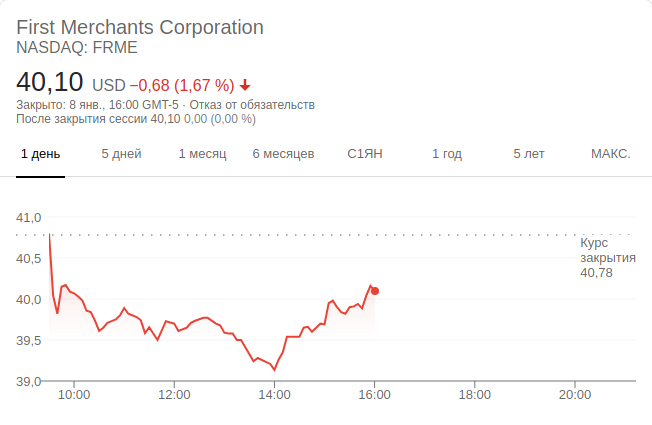 First Merchants Corporation
NASDAQ: FRME
40,10 USD −0,68 (1,67 %)
Закрыто: 8 янв., 16:00 GMT-5 · Отказ от обязательств
После закрытия сессии 40,10 0,00 (0,00 %)
1 день 5 дней 1 месяц 6 месяцев С1ЯН 1 год 5 лет МАКС.
41,0
Курс
закрытия
40,78
40,5
40,0
39,5
39,0
10:00 12:00 14:00 16:00 18:00 20:00